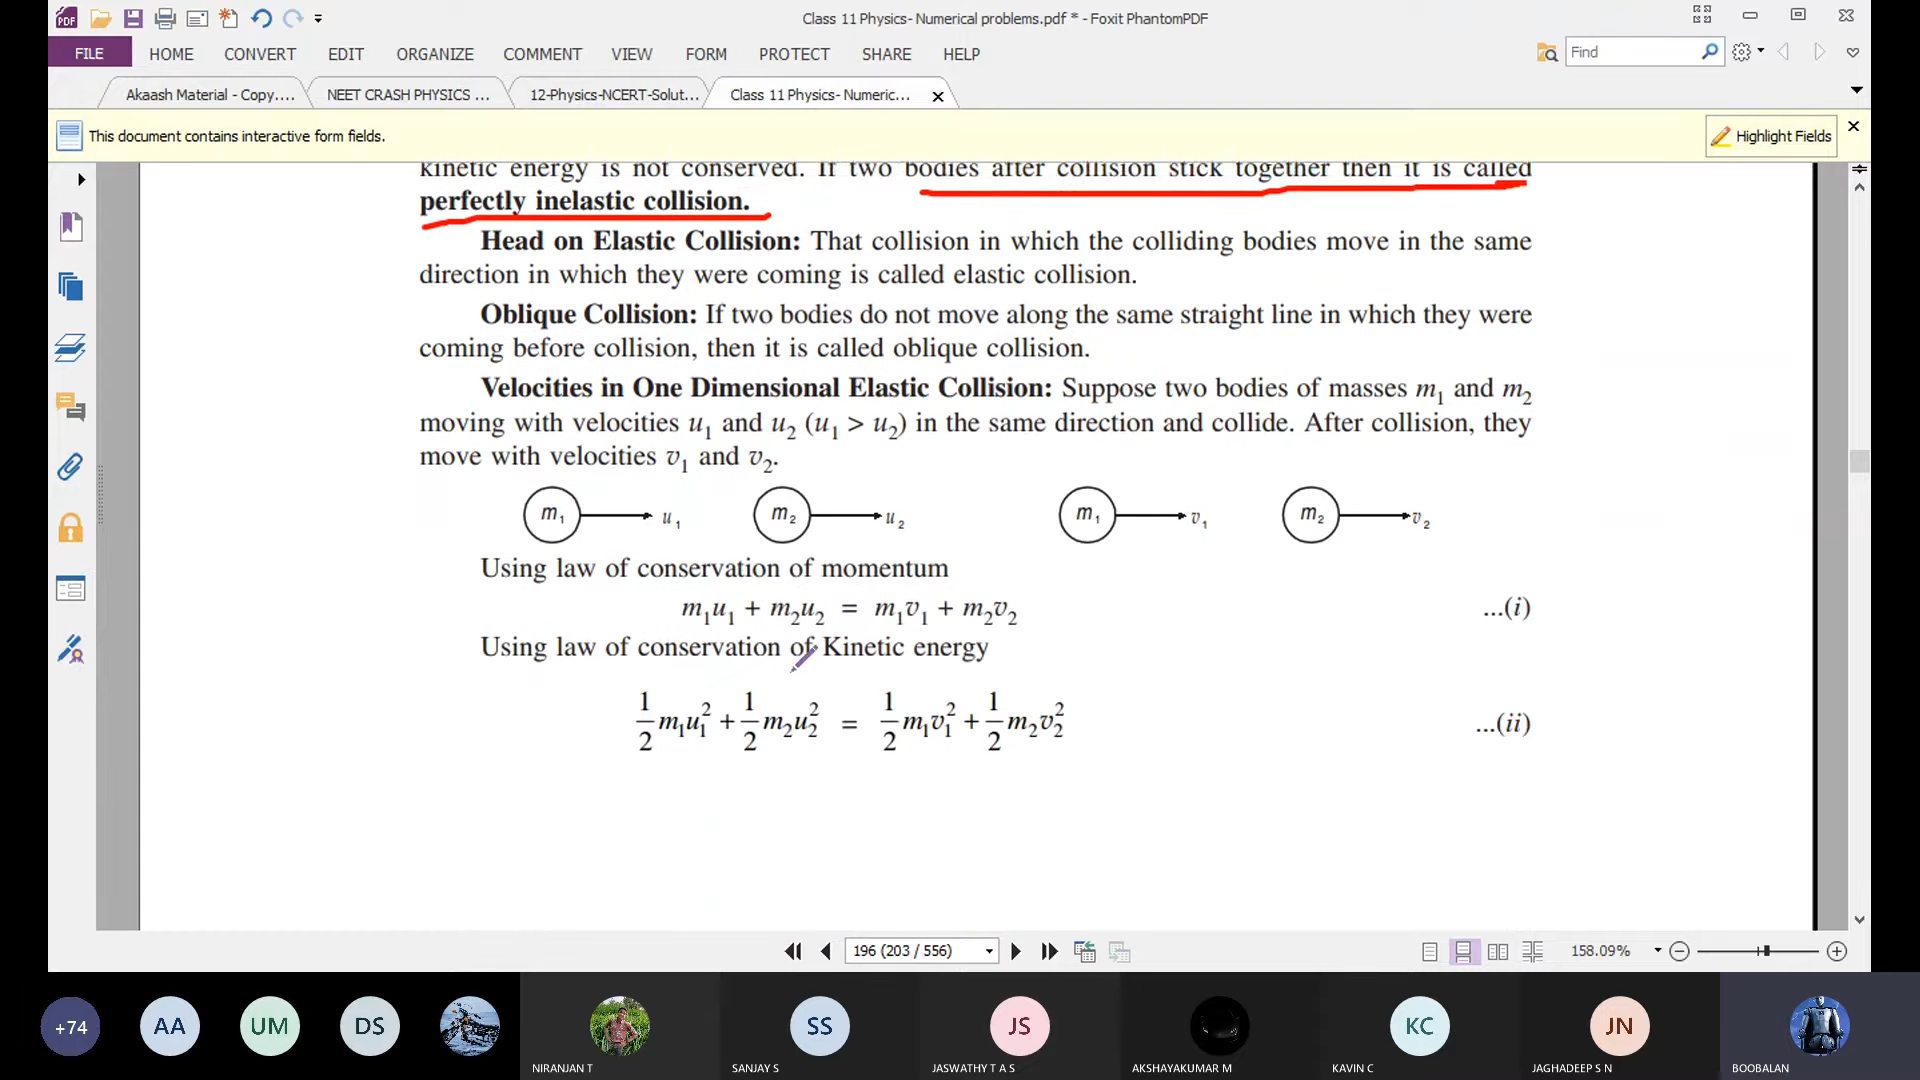 Class 11 Physics- Numerical problems.pdf * - Foxit PhantomPDF
FILE HOME CONVERT EDIT ORGANIZE COMMENT VIEW FORM PROTECT SHARE HELP Find
Akaash Material - Copy.... NEET CRASH PHYSICS ... 12-Physics-NCERT-Solut... Class 11 Physics- Numeric...
This document contains interactive form fields. Highlight Fields
kinetic energy is not conserved. If two bodies after collision stick together then it is called
perfectly inelastic collision.
Head on Elastic Collision: That collision in which the colliding bodies move in the same
direction in which they were coming is called elastic collision.
Oblique Collision: If two bodies do not move along the same straight line in which they were
coming before collision, then it is called oblique collision.
Velocities in One Dimensional Elastic Collision: Suppose two bodies of masses m₁ and m₂
moving with velocities u₁ and u₂ (u₁ > u₂) in the same direction and collide. After collision, they
move with velocities v₁ and v₂.
m₁ u₁ m₂ u₂ m₁ v₁ m₂ v₂
Using law of conservation of momentum
m₁u₁ + m₂u₂ = m₁v₁ + m₂v₂ ...(i)
Using law of conservation of Kinetic energy
1/2 m₁u₁² + 1/2 m₂u₂² = 1/2 m₁v₁² + 1/2 m₂v₂² ...(ii)
196 (203 / 556) 158.09%
+74 AA UM DS SS JS KC JN
NIRANJAN T SANJAY S JASWATHY T A S AKSHAYAKUMAR M KAVIN C JAGHADEEP S N BOOBALAN